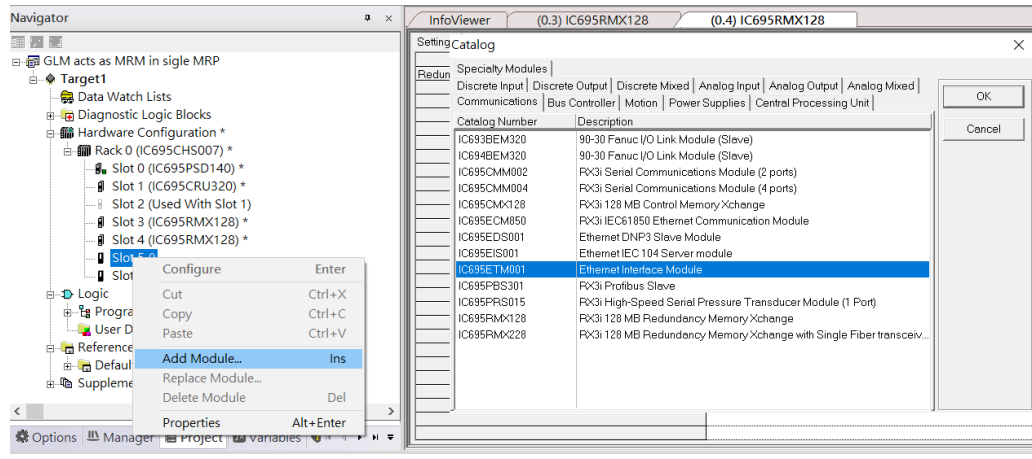 Navigator
GLM acts as MRM in sigle MRP
Target1
Data Watch Lists
Diagnostic Logic Blocks
Hardware Configuration *
Rack 0 (IC695CHS007) *
Slot 0 (IC695PSD140) *
Slot 1 (IC695CRU320) *
Slot 2 (Used With Slot 1)
Slot 3 (IC695RMX128) *
Slot 4 (IC695RMX128) *
Slot
Slot
Logic
Progra
User D
Reference
Defaul
Suppleme
Configure Enter
Cut Ctrl+X
Copy Ctrl+C
Paste Ctrl+V
Add Module... Ins
Replace Module...
Delete Module Del
Properties Alt+Enter
Options Manager Project Variables
InfoViewer (0.3) IC695RMX128 (0.4) IC695RMX128
Setting
Redun
Catalog
Specialty Modules
Discrete Input Discrete Output Discrete Mixed Analog Input Analog Output Analog Mixed
Communications Bus Controller Motion Power Supplies Central Processing Unit
Catalog Number Description
IC693BEM320 90-30 Fanuc I/O Link Module (Slave)
IC694BEM320 90-30 Fanuc I/O Link Module (Slave)
IC695CMM002 RX3i Serial Communications Module (2 ports)
IC695CMM004 RX3i Serial Communications Module (4 ports)
IC695CMX128 RX3i 128 MB Control Memory Xchange
IC695ECM850 RX3i IEC61850 Ethernet Communication Module
IC695EDS001 Ethernet DNP3 Slave Module
IC695EIS001 Ethernet IEC 104 Server module
IC695ETM001 Ethernet Interface Module
IC695PBS301 RX3i Profibus Slave
IC695PRS015 RX3i High-Speed Serial Pressure Transducer Module (1 Port)
IC695RMX128 RX3i 128 MB Redundancy Memory Xchange
IC695RMX228 RX3i 128 MB Redundancy Memory Xchange with Single Fiber transceiv...
OK
Cancel